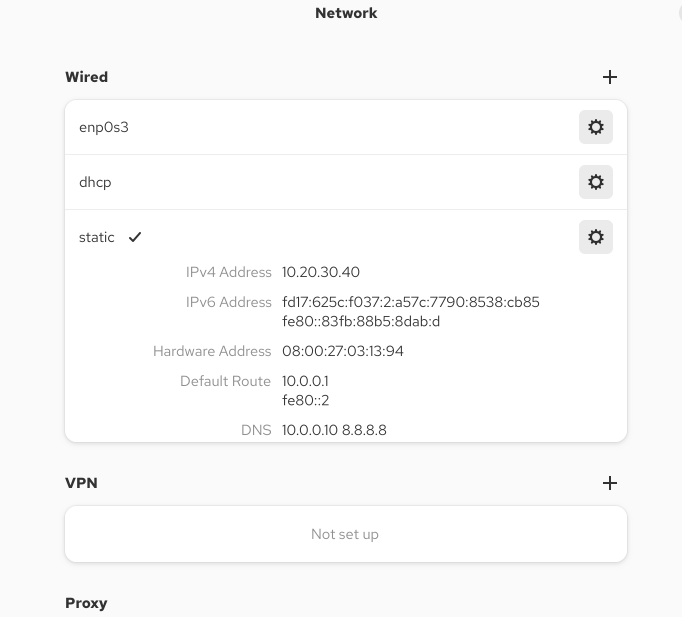 Network
Wired
enp0s3
dhcp
static
IPv4 Address 10.20.30.40
IPv6 Address fd17:625c:f037:2:a57c:7790:8538:cb85
fe80::83fb:88b5:8dab:d
Hardware Address 08:00:27:03:13:94
Default Route 10.0.0.1
fe80::2
DNS 10.0.0.10 8.8.8.8
VPN
Not set up
Proxy